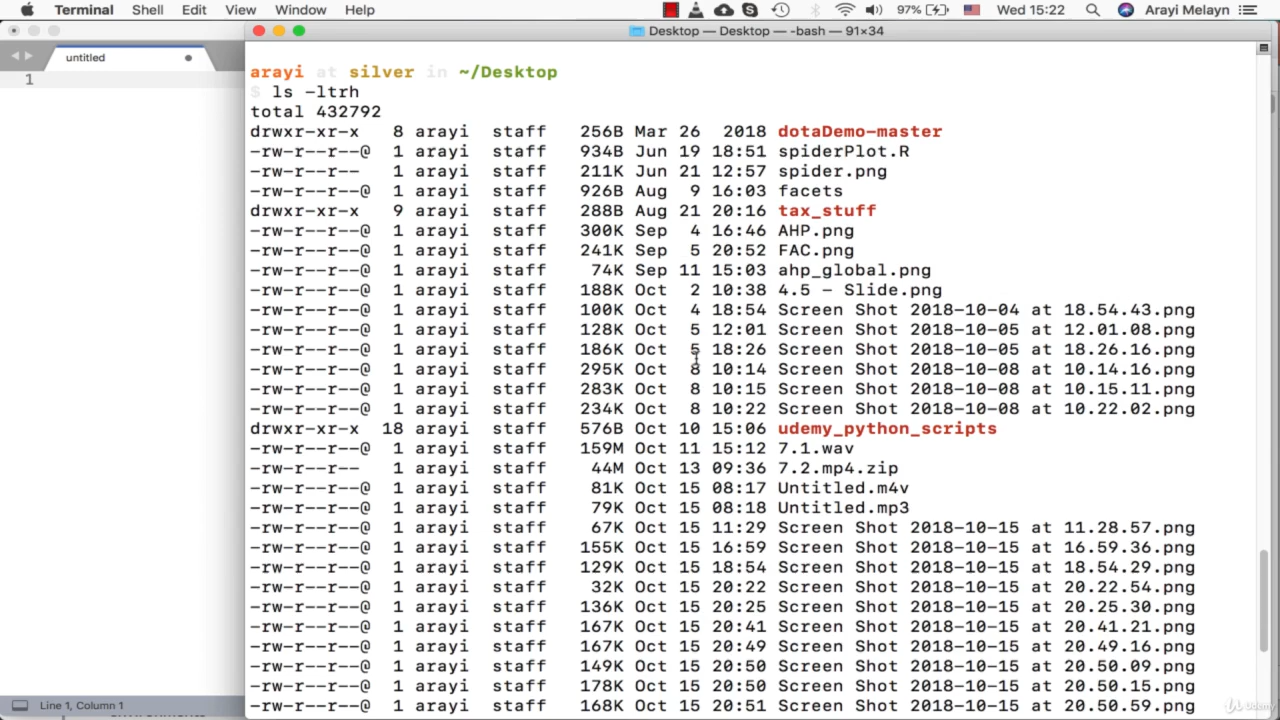 Terminal Shell Edit View Window Help 97% Wed 15:22 Arayi Melayn
Desktop — Desktop — -bash — 91×34
untitled
1
arayi at silver in ~/Desktop
$ ls -ltrh
total 432792
drwxr-xr-x 8 arayi staff 256B Mar 26 2018 dotaDemo-master
-rw-r--r--@ 1 arayi staff 934B Jun 19 18:51 spiderPlot.R
-rw-r--r-- 1 arayi staff 211K Jun 21 12:57 spider.png
-rw-r--r--@ 1 arayi staff 926B Aug 9 16:03 facets
drwxr-xr-x 9 arayi staff 288B Aug 21 20:16 tax_stuff
-rw-r--r--@ 1 arayi staff 300K Sep 4 16:46 AHP.png
-rw-r--r--@ 1 arayi staff 241K Sep 5 20:52 FAC.png
-rw-r--r--@ 1 arayi staff 74K Sep 11 15:03 ahp_global.png
-rw-r--r--@ 1 arayi staff 188K Oct 2 10:38 4.5 - Slide.png
-rw-r--r--@ 1 arayi staff 100K Oct 4 18:54 Screen Shot 2018-10-04 at 18.54.43.png
-rw-r--r--@ 1 arayi staff 128K Oct 5 12:01 Screen Shot 2018-10-05 at 12.01.08.png
-rw-r--r--@ 1 arayi staff 186K Oct 5 18:26 Screen Shot 2018-10-05 at 18.26.16.png
-rw-r--r--@ 1 arayi staff 295K Oct 8 10:14 Screen Shot 2018-10-08 at 10.14.16.png
-rw-r--r--@ 1 arayi staff 283K Oct 8 10:15 Screen Shot 2018-10-08 at 10.15.11.png
-rw-r--r--@ 1 arayi staff 234K Oct 8 10:22 Screen Shot 2018-10-08 at 10.22.02.png
drwxr-xr-x 18 arayi staff 576B Oct 10 15:06 udemy_python_scripts
-rw-r--r--@ 1 arayi staff 159M Oct 11 15:12 7.1.wav
-rw-r--r-- 1 arayi staff 44M Oct 13 09:36 7.2.mp4.zip
-rw-r--r--@ 1 arayi staff 81K Oct 15 08:17 Untitled.m4v
-rw-r--r--@ 1 arayi staff 79K Oct 15 08:18 Untitled.mp3
-rw-r--r--@ 1 arayi staff 67K Oct 15 11:29 Screen Shot 2018-10-15 at 11.28.57.png
-rw-r--r--@ 1 arayi staff 155K Oct 15 16:59 Screen Shot 2018-10-15 at 16.59.36.png
-rw-r--r--@ 1 arayi staff 129K Oct 15 18:54 Screen Shot 2018-10-15 at 18.54.29.png
-rw-r--r--@ 1 arayi staff 32K Oct 15 20:22 Screen Shot 2018-10-15 at 20.22.54.png
-rw-r--r--@ 1 arayi staff 136K Oct 15 20:25 Screen Shot 2018-10-15 at 20.25.30.png
-rw-r--r--@ 1 arayi staff 167K Oct 15 20:41 Screen Shot 2018-10-15 at 20.41.21.png
-rw-r--r--@ 1 arayi staff 167K Oct 15 20:49 Screen Shot 2018-10-15 at 20.49.16.png
-rw-r--r--@ 1 arayi staff 149K Oct 15 20:50 Screen Shot 2018-10-15 at 20.50.09.png
-rw-r--r--@ 1 arayi staff 178K Oct 15 20:50 Screen Shot 2018-10-15 at 20.50.15.png
-rw-r--r--@ 1 arayi staff 168K Oct 15 20:51 Screen Shot 2018-10-15 at 20.50.59.png
Line 1, Column 1
Udemy